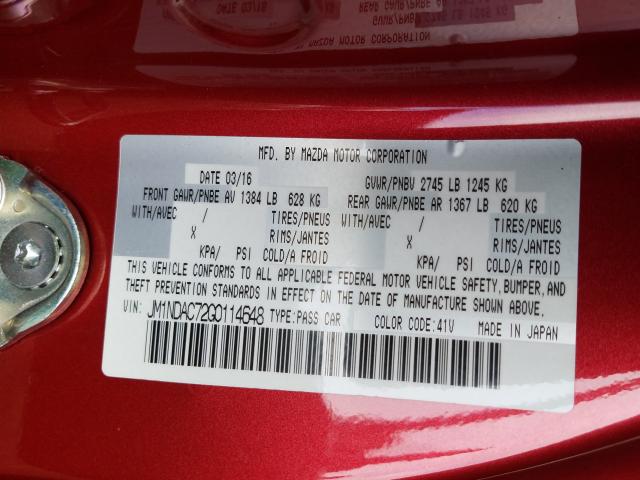 DATE 03/16
MFD. BY MAZDA MOTOR CORPORATION
DATE 03/16 GVWR/PNBV 2745 LB 1245 KG
FRONT GAWR/PNBE AV 1384 LB 628 KG REAR GAWR/PNBE AR 1367 LB 620 KG
WITH/AVEC / TIRES/PNEUS WITH/AVEC / TIRES/PNEUS
X RIMS/JANTES X RIMS/JANTES
KPA/ PSI COLD/A FROID KPA/ PSI COLD/A FROID
THIS VEHICLE CONFORMS TO ALL APPLICABLE FEDERAL MOTOR VEHICLE SAFETY, BUMPER, AND
THEFT PREVENTION STANDARDS IN EFFECT ON THE DATE OF MANUFACTURE SHOWN ABOVE.
VIN: JM1NDAC72G0114648 TYPE:PASS CAR COLOR CODE:41V MADE IN JAPAN